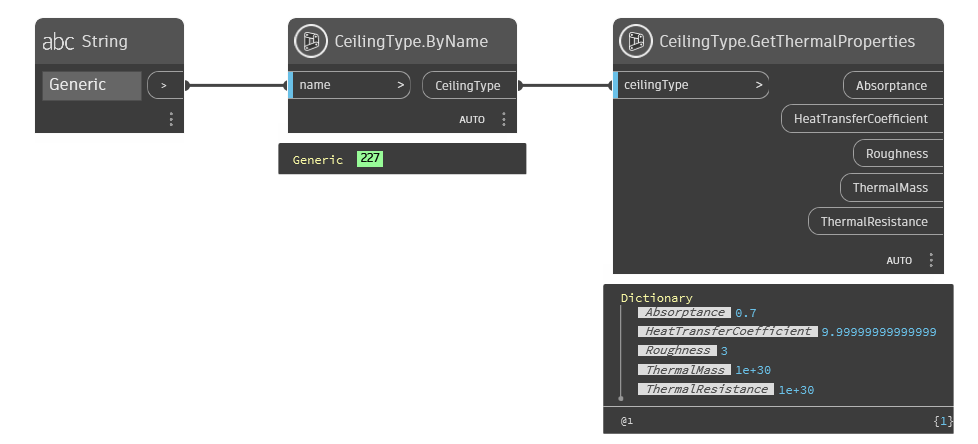 abc String
Generic >
CeilingType.ByName
name > CeilingType
AUTO
Generic 227
CeilingType.GetThermalProperties
ceilingType > Absorptance
HeatTransferCoefficient
Roughness
ThermalMass
ThermalResistance
AUTO
Dictionary
Absorptance 0.7
HeatTransferCoefficient 9.99999999999999
Roughness 3
ThermalMass 1e+30
ThermalResistance 1e+30
@1 {1}